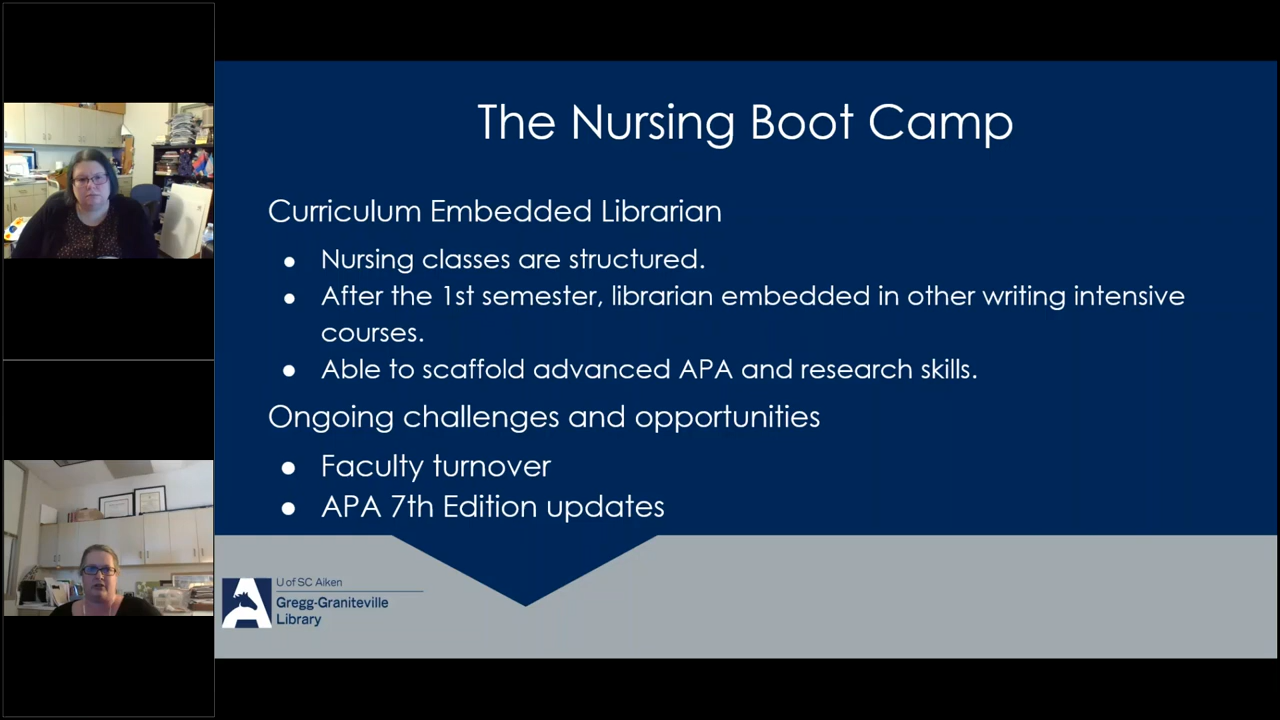 The Nursing Boot Camp
Curriculum Embedded Librarian
● Nursing classes are structured.
● After the 1st semester, librarian embedded in other writing intensive
courses.
● Able to scaffold advanced APA and research skills.
Ongoing challenges and opportunities
● Faculty turnover
● APA 7th Edition updates
U of SC Aiken
Gregg-Graniteville
Library